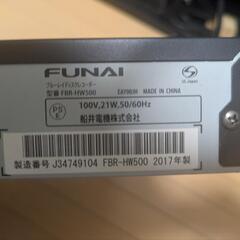 FUNAI
ブルーレイディスクレコーダー
型番 FBR-HW500
MADE IN CHINA
PS
E
100V,21W,50/60Hz
船井電機株式会社
製造番号 J34749104 FBR-HW500 2017年製